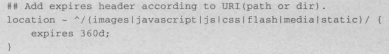 ## Add expires header according to URI(path or dir).
location ~ ^/(images|javascript|js|css|flash|media|static)/ {
    expires 360d;
}